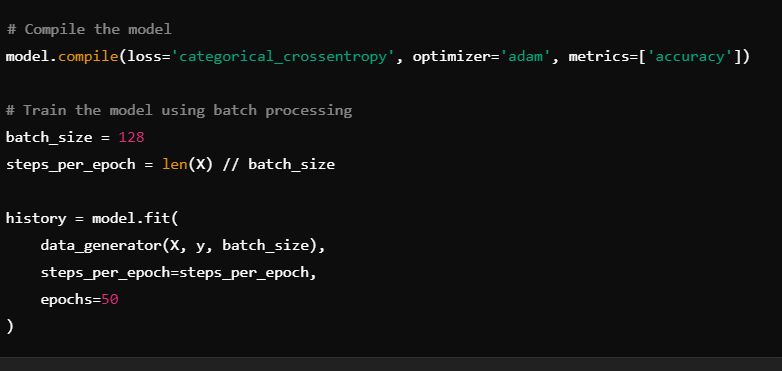 # Compile the model
model.compile(loss='categorical_crossentropy', optimizer='adam', metrics=['accuracy'])
# Train the model using batch processing
batch_size = 128
steps_per_epoch = len(X) // batch_size
history = model.fit(
    data_generator(X, y, batch_size),
    steps_per_epoch=steps_per_epoch,
    epochs=50
)